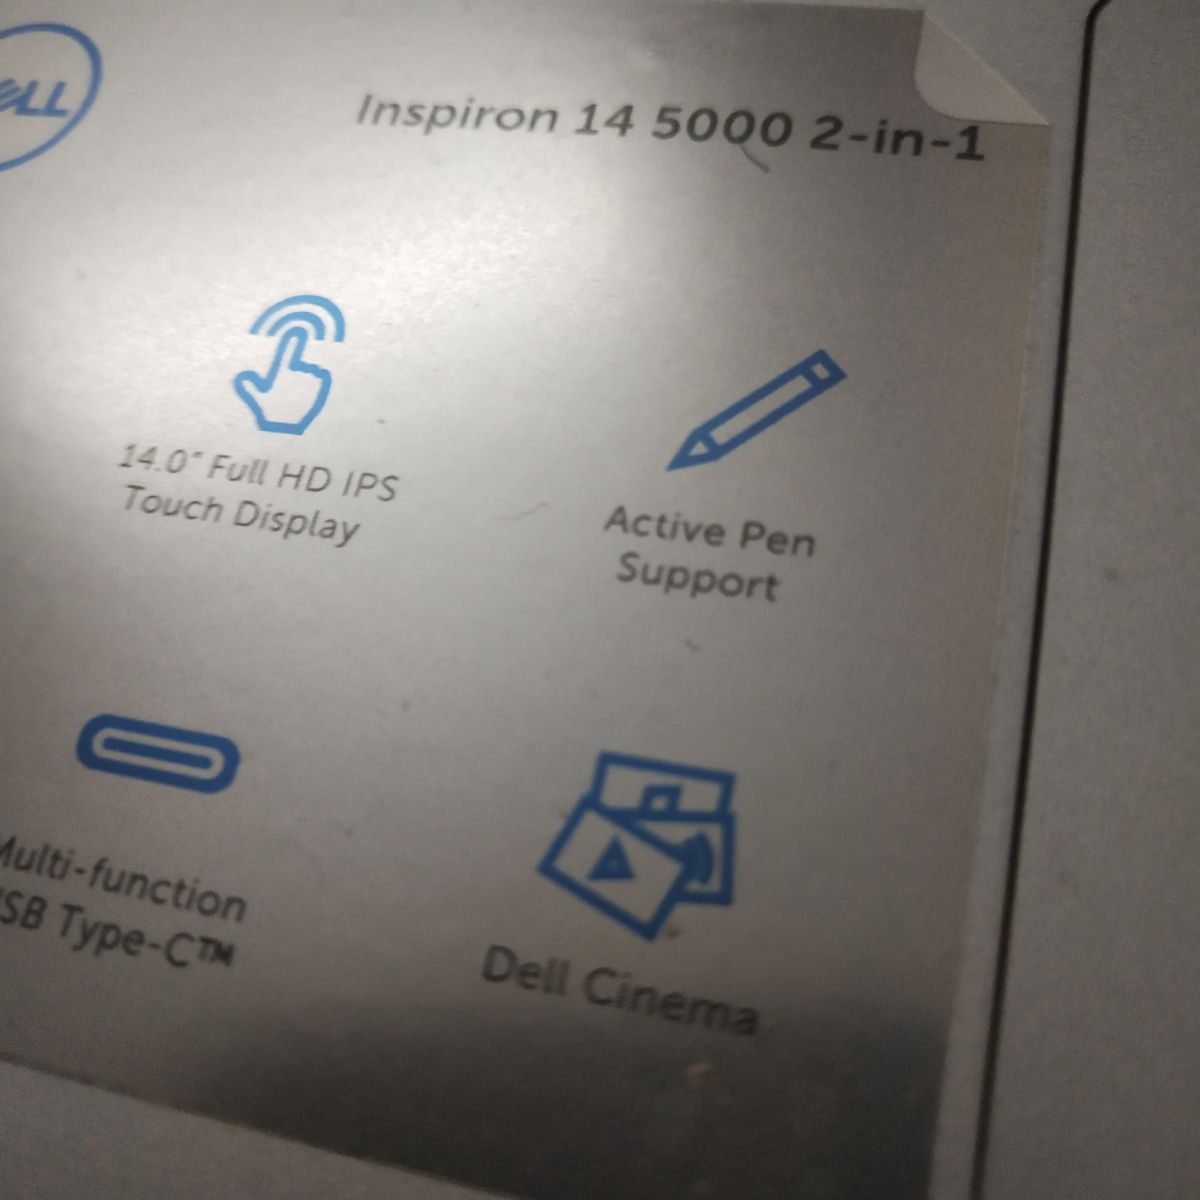 DELL
Inspiron 14 5000 2-in-1
14.0" Full HD IPS
Touch Display
Active Pen
Support
Multi-function
USB Type-C™
Dell Cinema